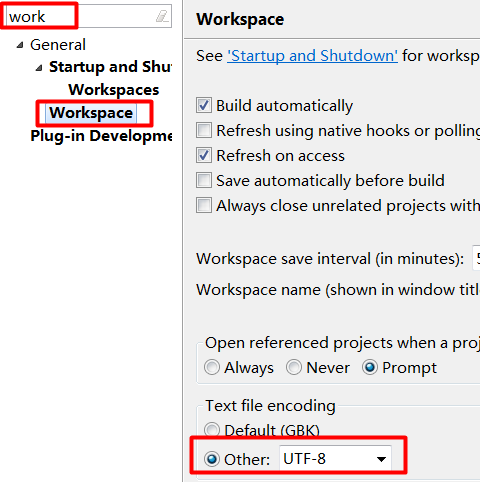 work
General
Startup and Shut
Workspaces
Workspace
Plug-in Developme
Workspace
See 'Startup and Shutdown' for worksp
Build automatically
Refresh using native hooks or polling
Refresh on access
Save automatically before build
Always close unrelated projects with
Workspace save interval (in minutes):
Workspace name (shown in window titl
Open referenced projects when a proj
Always Never Prompt
Text file encoding
Default (GBK)
Other: UTF-8